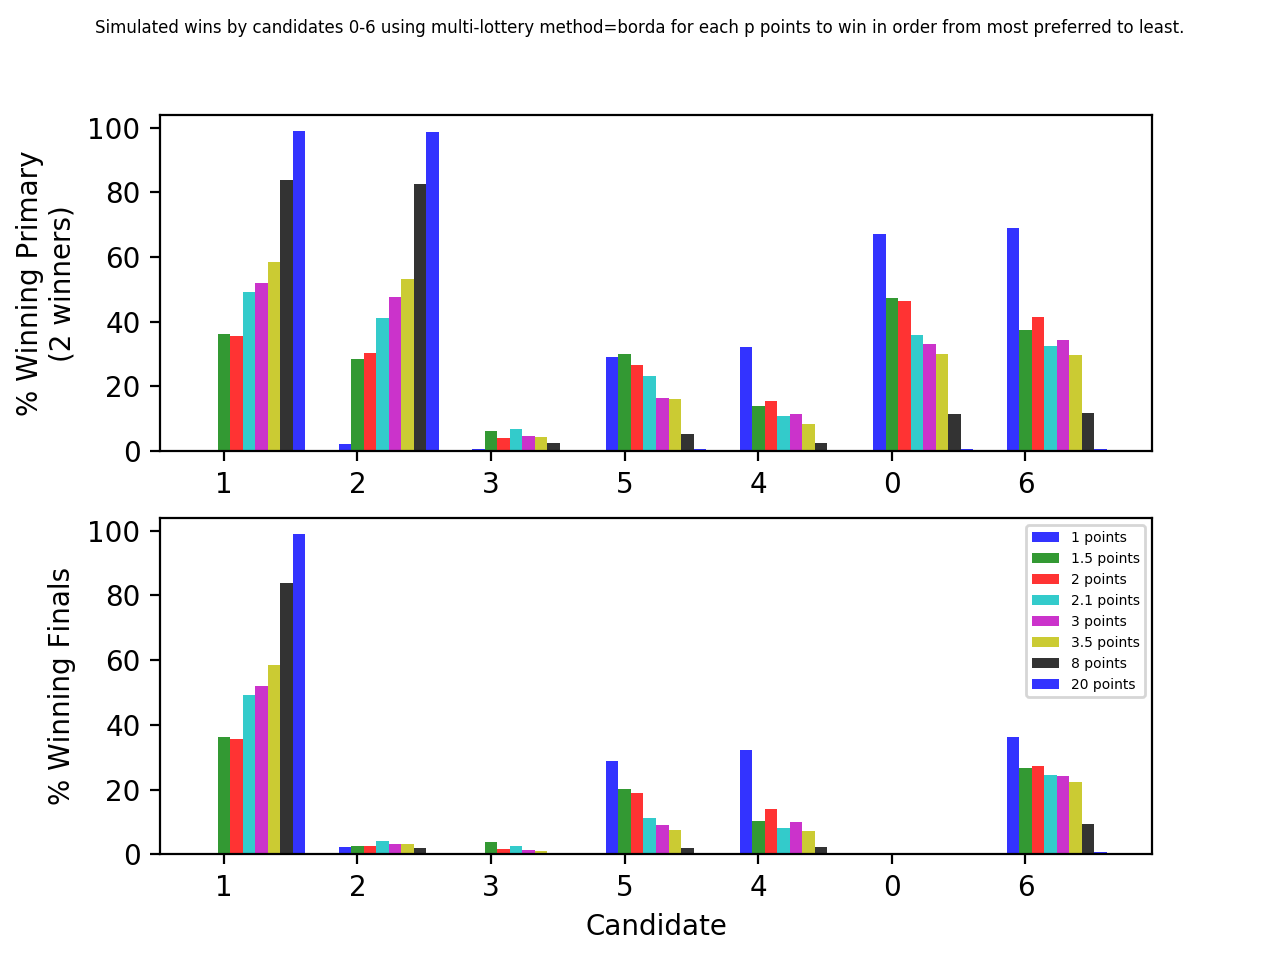 Simulated wins by candidates 0-6 using multi-lottery method=borda for each p points to win in order from most preferred to least.
% Winning Primary
(2 winners)
100
80
60
40
20
0
1 2 3 5 4 0 6
% Winning Finals
100
80
60
40
20
0
1 points
1.5 points
2 points
2.1 points
3 points
3.5 points
8 points
20 points
1 2 3 5 4 0 6
Candidate